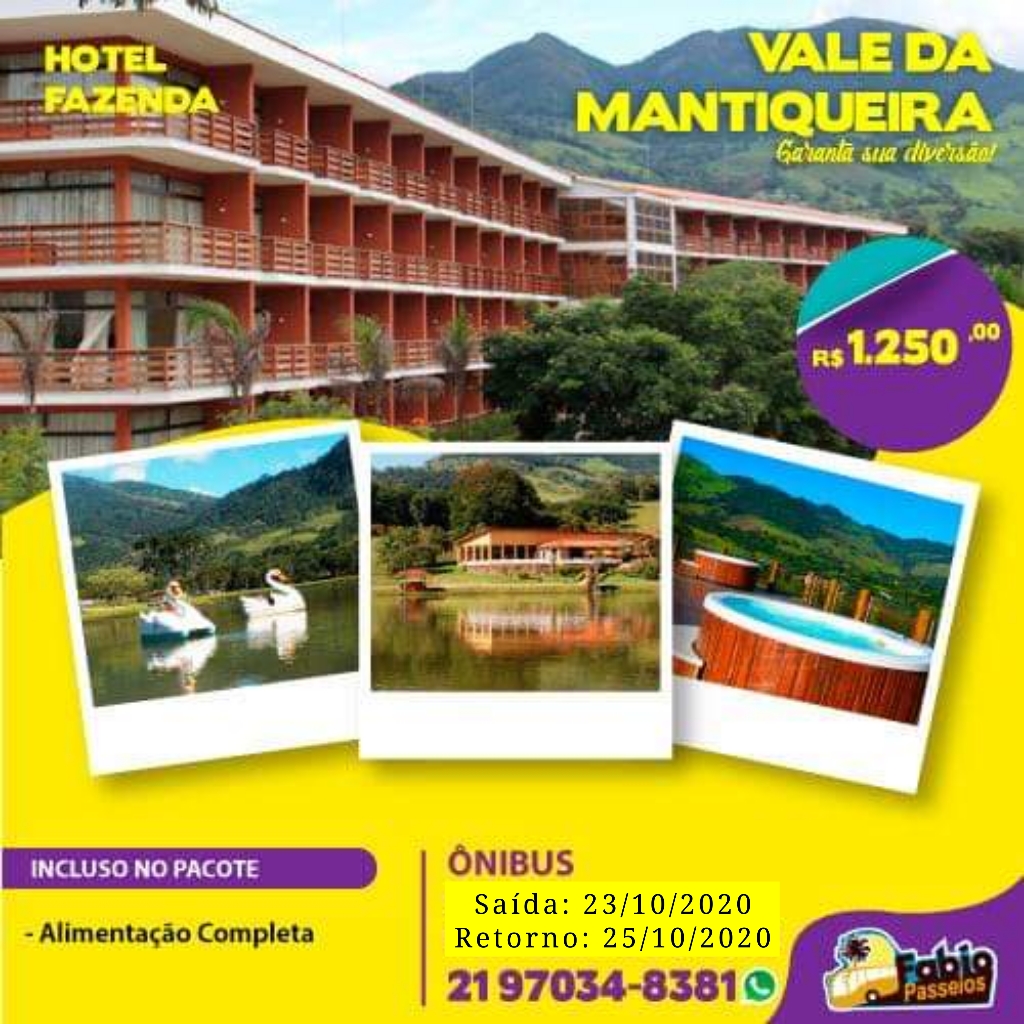 HOTEL
FAZENDA
VALE DA
MANTIQUEIRA
Garanta sua diversão!
R$ 1.250,00
INCLUSO NO PACOTE
- Alimentação Completa
ÔNIBUS
Saída: 23/10/2020
Retorno: 25/10/2020
21 97034-8381
Fabio
Passeios